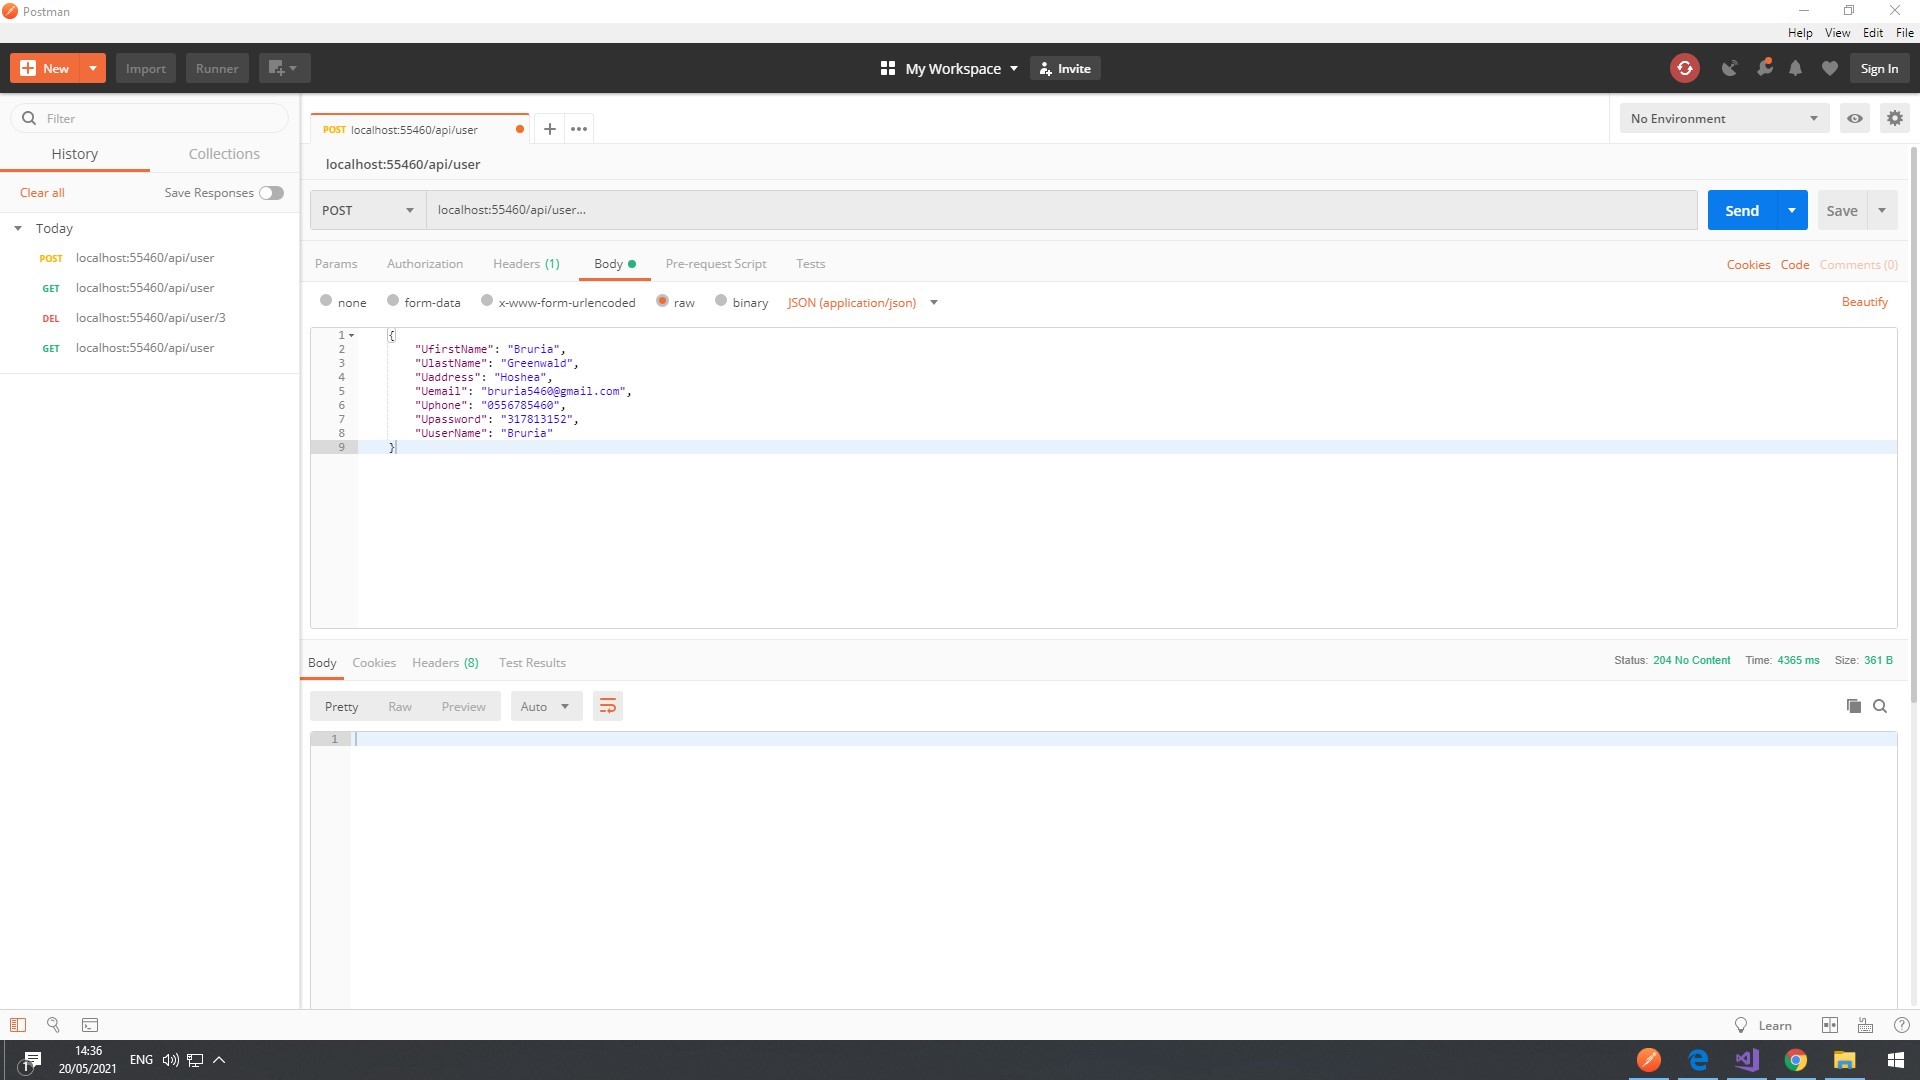 Postman
Help View Edit File
New Import Runner My Workspace Invite Sign In
Filter
History Collections
Clear all Save Responses
Today
POST localhost:55460/api/user
GET localhost:55460/api/user
DEL localhost:55460/api/user/3
GET localhost:55460/api/user
POST localhost:55460/api/user
No Environment
localhost:55460/api/user
POST localhost:55460/api/user... Send Save
Params Authorization Headers (1) Body Pre-request Script Tests Cookies Code Comments (0)
none form-data x-www-form-urlencoded raw binary JSON (application/json) Beautify
1 {
2 "UfirstName": "Bruria",
3 "UlastName": "Greenwald",
4 "Uaddress": "Hoshea",
5 "Uemail": "bruria5460@gmail.com",
6 "Uphone": "0556785460",
7 "Upassword": "317813152",
8 "UuserName": "Bruria"
9 }
Body Cookies Headers (8) Test Results Status: 204 No Content Time: 4365 ms Size: 361 B
Pretty Raw Preview Auto
1
Learn
1 14:36 ENG
20/05/2021